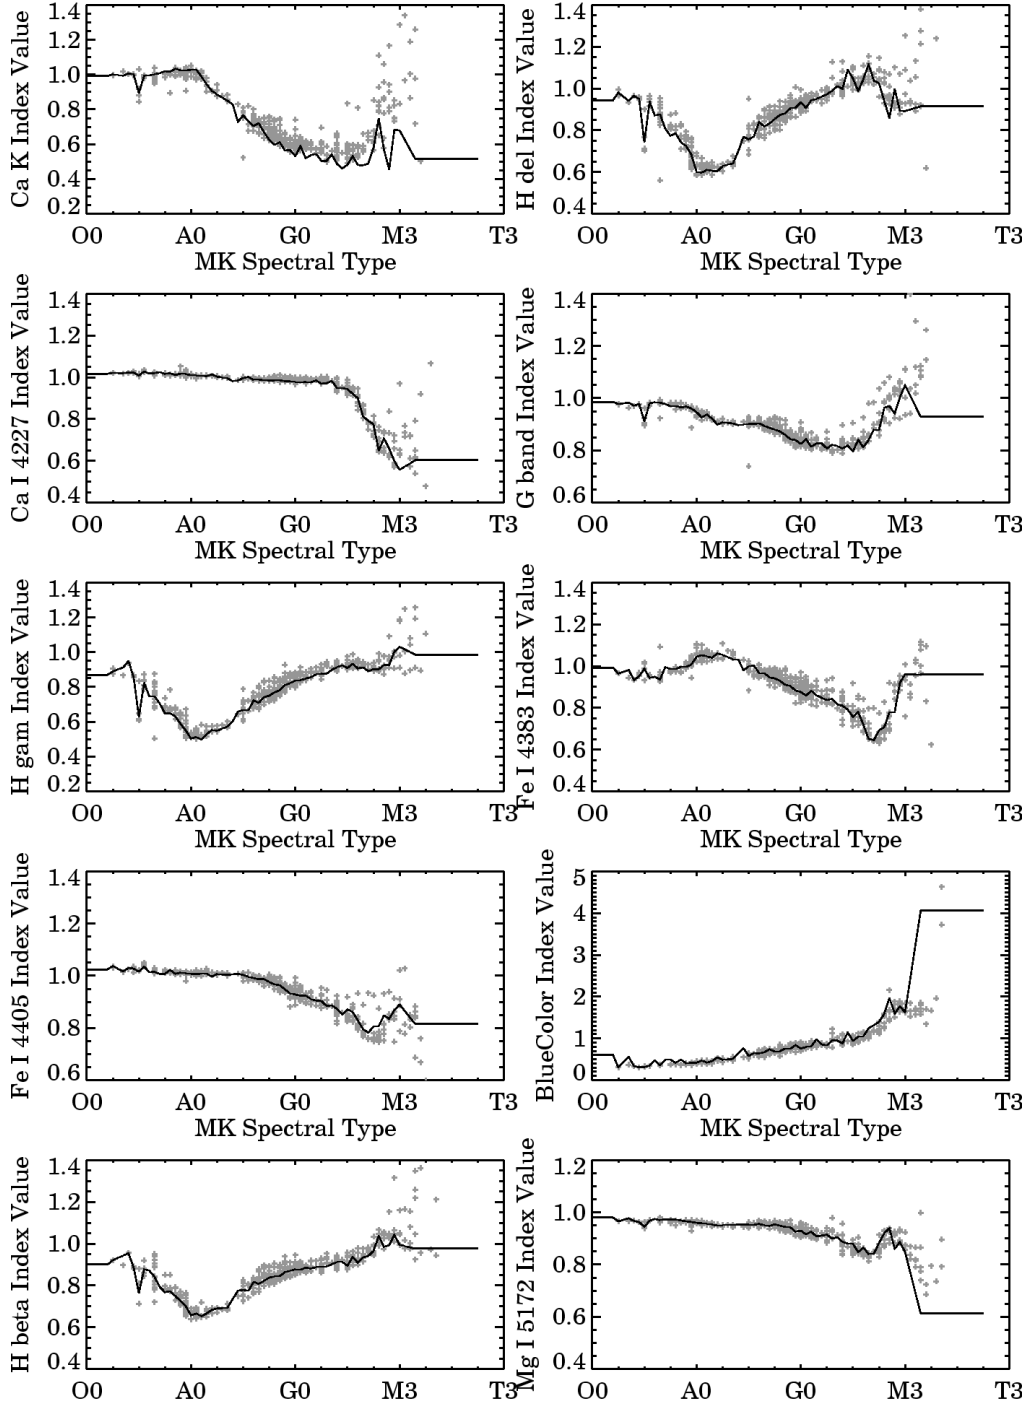 Ca K Index Value
1.4
1.2
1.0
0.8
0.6
0.4
0.2
O0 A0 G0 M3 T3
MK Spectral Type
H del Index Value
1.4
1.2
1.0
0.8
0.6
0.4
O0 A0 G0 M3 T3
MK Spectral Type
Ca I 4227 Index Value
1.4
1.2
1.0
0.8
0.6
0.4
O0 A0 G0 M3 T3
MK Spectral Type
G band Index Value
1.4
1.2
1.0
0.8
0.6
O0 A0 G0 M3 T3
MK Spectral Type
H gam Index Value
1.4
1.2
1.0
0.8
0.6
0.4
0.2
O0 A0 G0 M3 T3
MK Spectral Type
Fe I 4383 Index Value
1.4
1.2
1.0
0.8
0.6
0.4
O0 A0 G0 M3 T3
MK Spectral Type
Fe I 4405 Index Value
1.4
1.2
1.0
0.8
0.6
O0 A0 G0 M3 T3
MK Spectral Type
BlueColor Index Value
5
4
3
2
1
0
O0 A0 G0 M3 T3
MK Spectral Type
H beta Index Value
1.4
1.2
1.0
0.8
0.6
0.4
O0 A0 G0 M3 T3
Mg I 5172 Index Value
1.2
1.0
0.8
0.6
0.4
O0 A0 G0 M3 T3